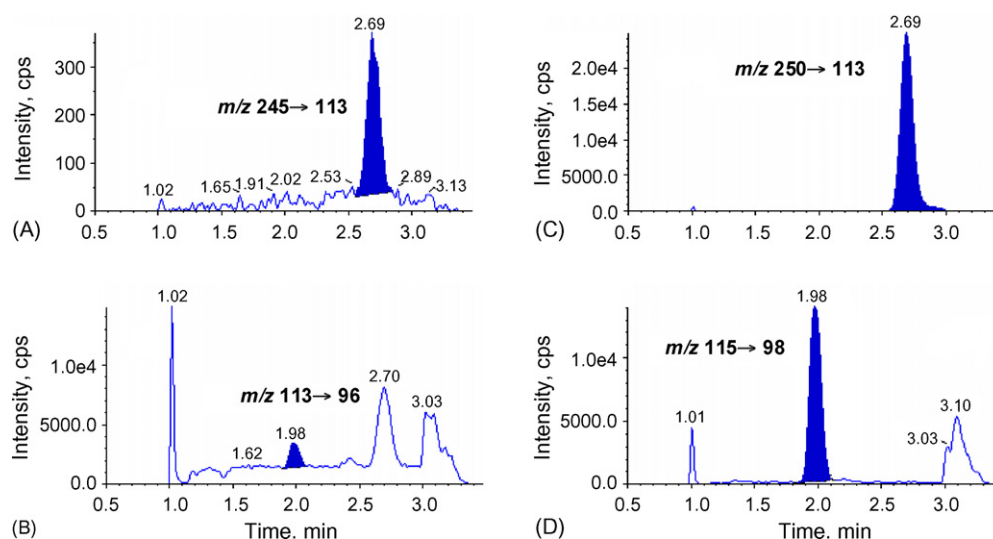 2.69
300
200
100
0
Intensity, cps
m/z 245→ 113
1.02
1.65
1.91
2.02
2.53
2.89
3.13
(A)
0.5 1.0 1.5 2.0 2.5 3.0
2.69
2.0e4
1.5e4
1.0e4
5000.0
0.0
Intensity, cps
m/z 250→ 113
(C)
0.5 1.0 1.5 2.0 2.5 3.0
1.02
1.0e4
5000.0
0.0
Intensity, cps
m/z 113→ 96
1.62
1.98
2.70
3.03
0.5 1.0 1.5 2.0 2.5 3.0
(B)
Time, min
1.98
1.0e4
5000.0
0.0
Intensity, cps
m/z 115→ 98
1.01
3.03
3.10
0.5 1.0 1.5 2.0 2.5 3.0
(D)
Time, min